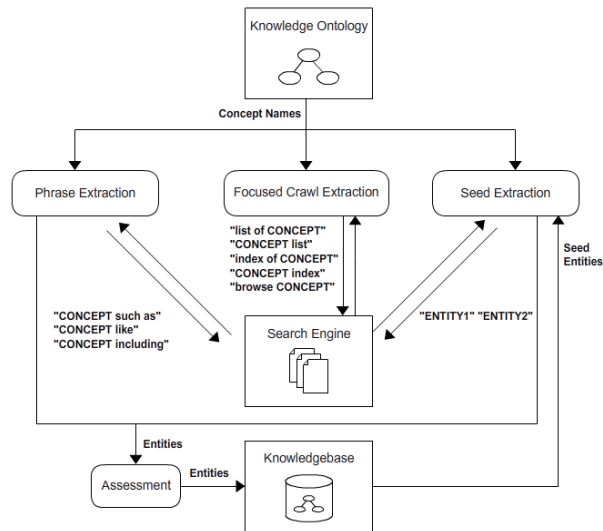 Knowledge Ontology
Concept Names
Phrase Extraction
Focused Crawl Extraction
Seed Extraction
"list of CONCEPT"
"CONCEPT list"
"index of CONCEPT"
"CONCEPT index"
"browse CONCEPT"
Seed
Entities
"CONCEPT such as"
"CONCEPT like"
"CONCEPT including"
Search Engine
"ENTITY1" "ENTITY2"
Entities
Assessment
Entities
Knowledgebase